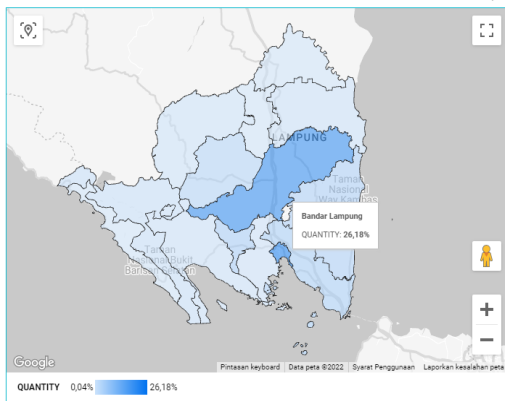 LAMPUNG
Taman
Nasional
Way Kambas
Bandar Lampung
QUANTITY: 26,18%
Taman
Nasional Bukit
Barisan Selatan
Google
Pintasan keyboard
Data peta ©2022
Syarat Penggunaan
Laporkan kesalahan peta
QUANTITY 0,04% 26,18%